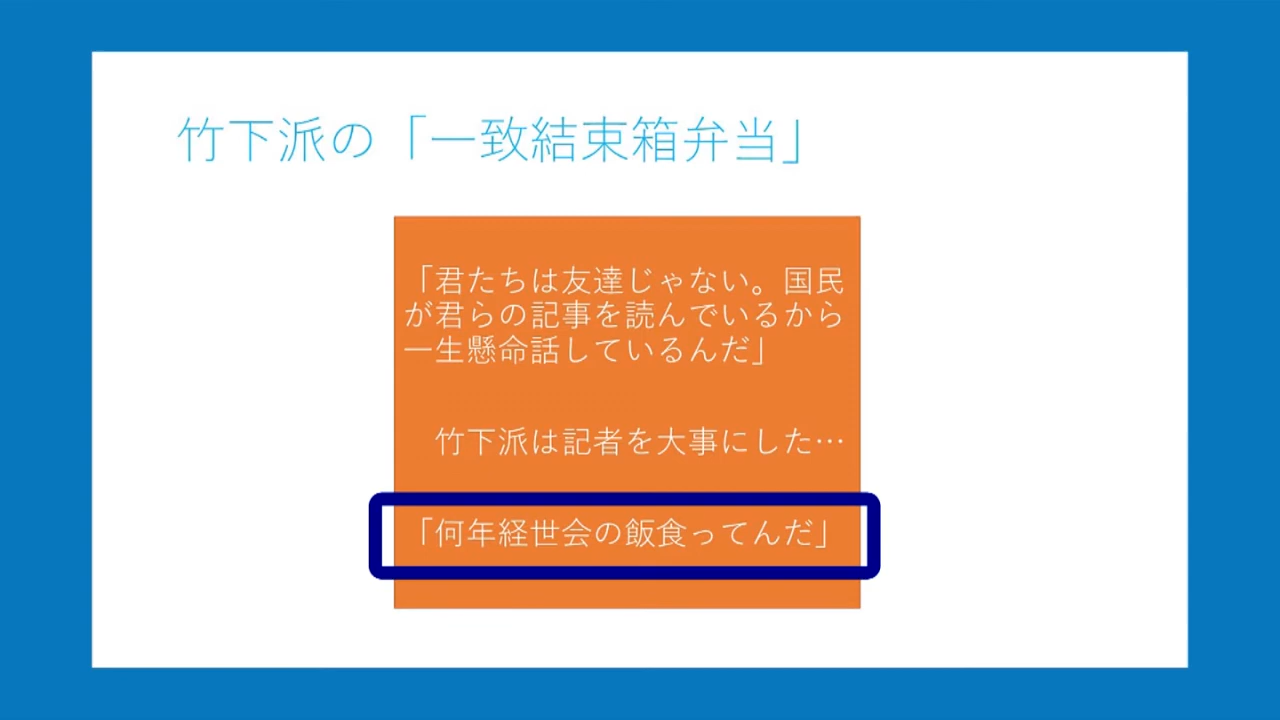 竹下派の「一致結束箱弁当」
「君たちは友達じゃない。国民
が君らの記事を読んでいるから
一生懸命話しているんだ」
竹下派は記者を大事にした…
「何年経世会の飯食ってんだ」